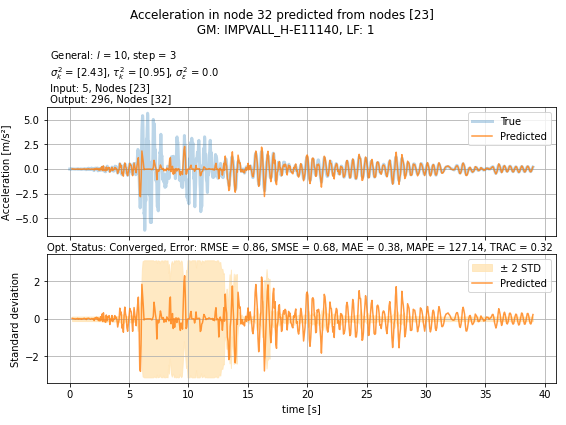 Acceleration in node 32 predicted from nodes [23]
GM: IMPVALL_H-E11140, LF: 1
General: l = 10, step = 3
σ²ₖ = [2.43], τ²ₖ = [0.95], σ²ε = 0.0
Input: 5, Nodes [23]
Output: 296, Nodes [32]
Acceleration [m/s²]
5.0
2.5
0.0
−2.5
−5.0
True
Predicted
Opt. Status: Converged, Error: RMSE = 0.86, SMSE = 0.68, MAE = 0.38, MAPE = 127.14, TRAC = 0.32
Standard deviation
2
0
−2
± 2 STD
Predicted
0 5 10 15 20 25 30 35 40
time [s]